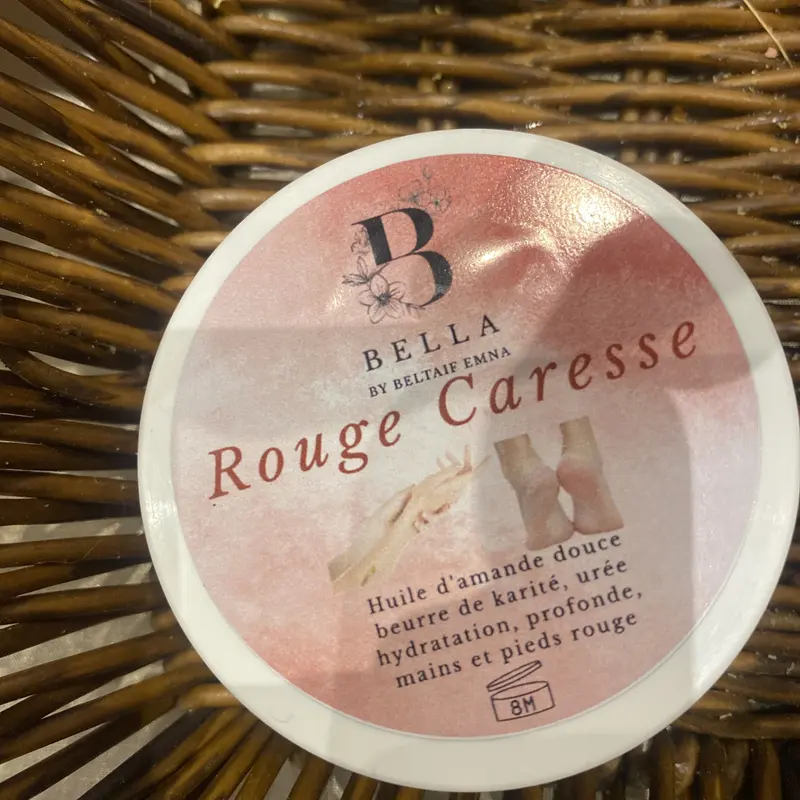 B
BELLA
BY BELTAIF EMNA
Rouge Caresse
Huile d'amande douce
beurre de karité, urée
hydratation, profonde,
mains et pieds rouge
8M